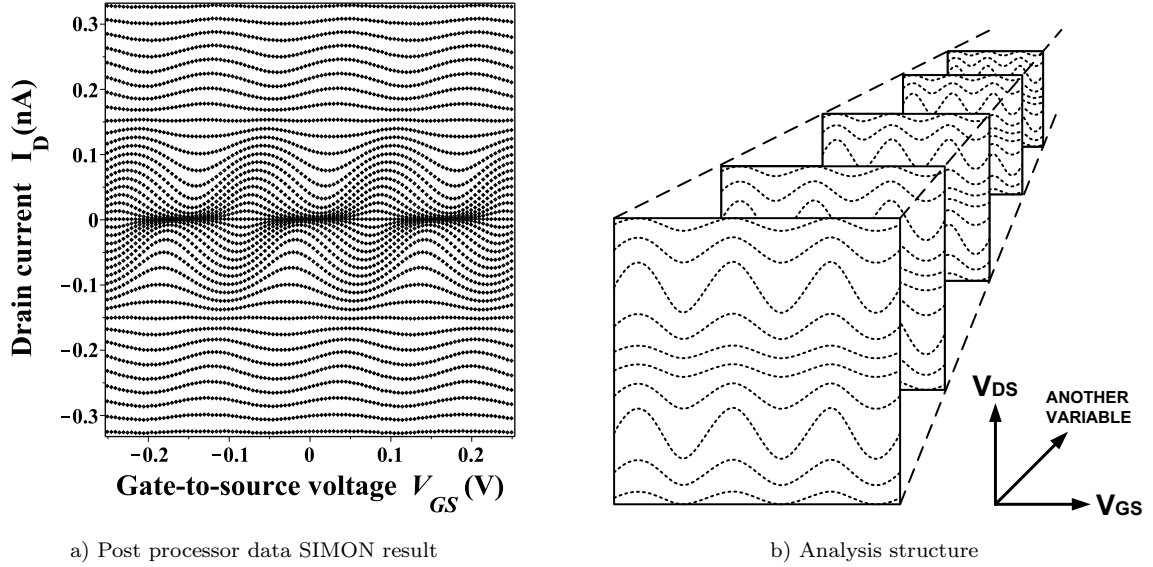 0.3
0.2
0.1
0
−0.1
−0.2
−0.3
Drain current I_D (nA)
−0.2 −0.1 0 0.1 0.2
Gate-to-source voltage V_GS (V)
a) Post processor data SIMON result
VDS
ANOTHER
VARIABLE
VGS
b) Analysis structure